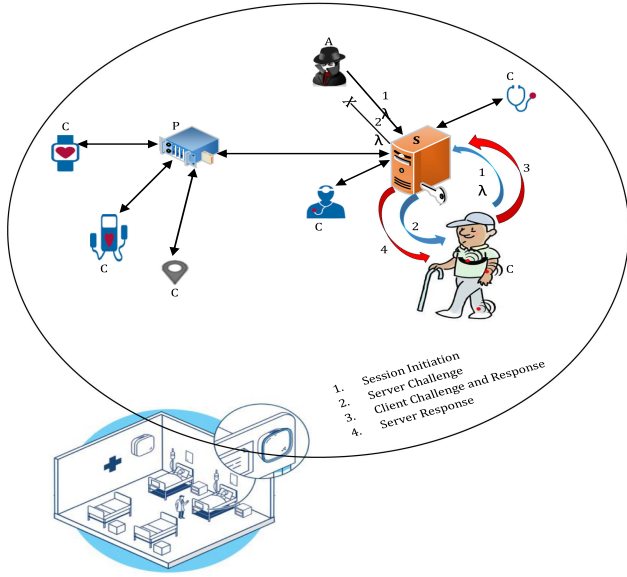 A
C
1
λ
2
λ
P
C
S
3
1
λ
2
C
4
C
C
C
1. Session Initiation
2. Server Challenge
3. Client Challenge and Response
4. Server Response